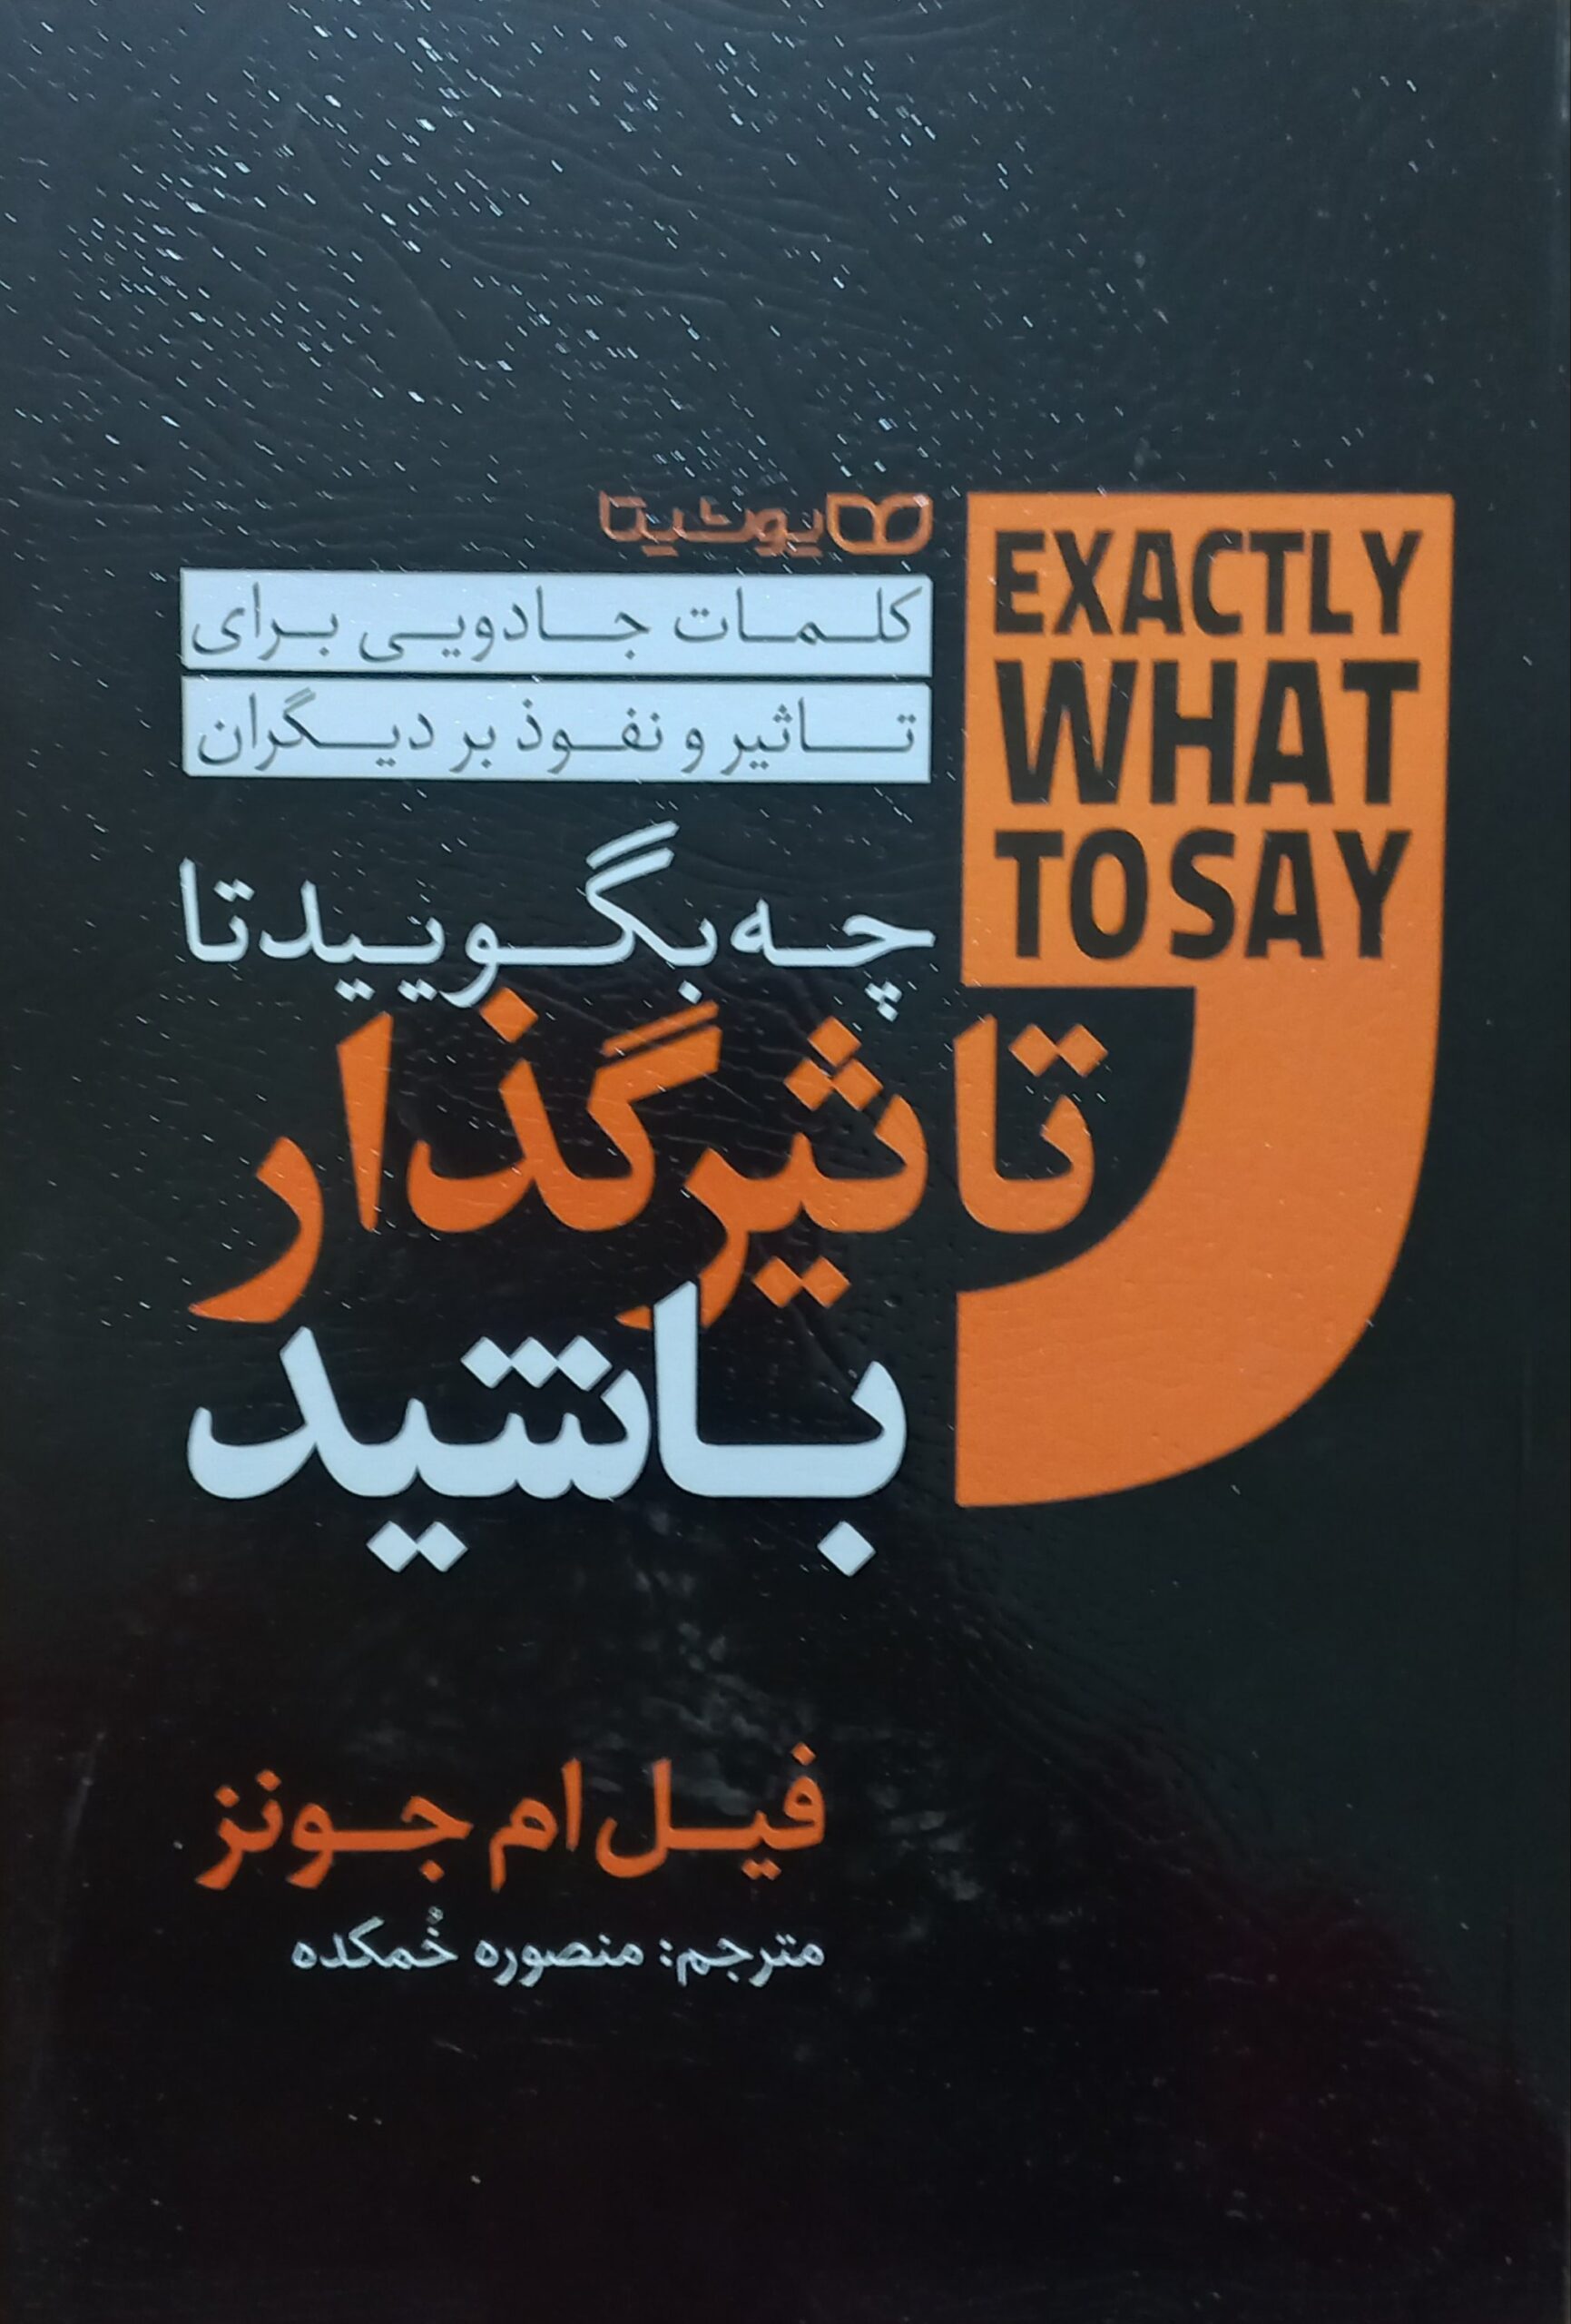 EXACTLY
WHAT
TO SAY
یوشیتا
کلمات جادویی برای
تاثیر و نفوذ بر دیگران
چه بگویید تا
تاثیرگذار
باشید
فیل ام جونز
مترجم: منصوره خُمکده